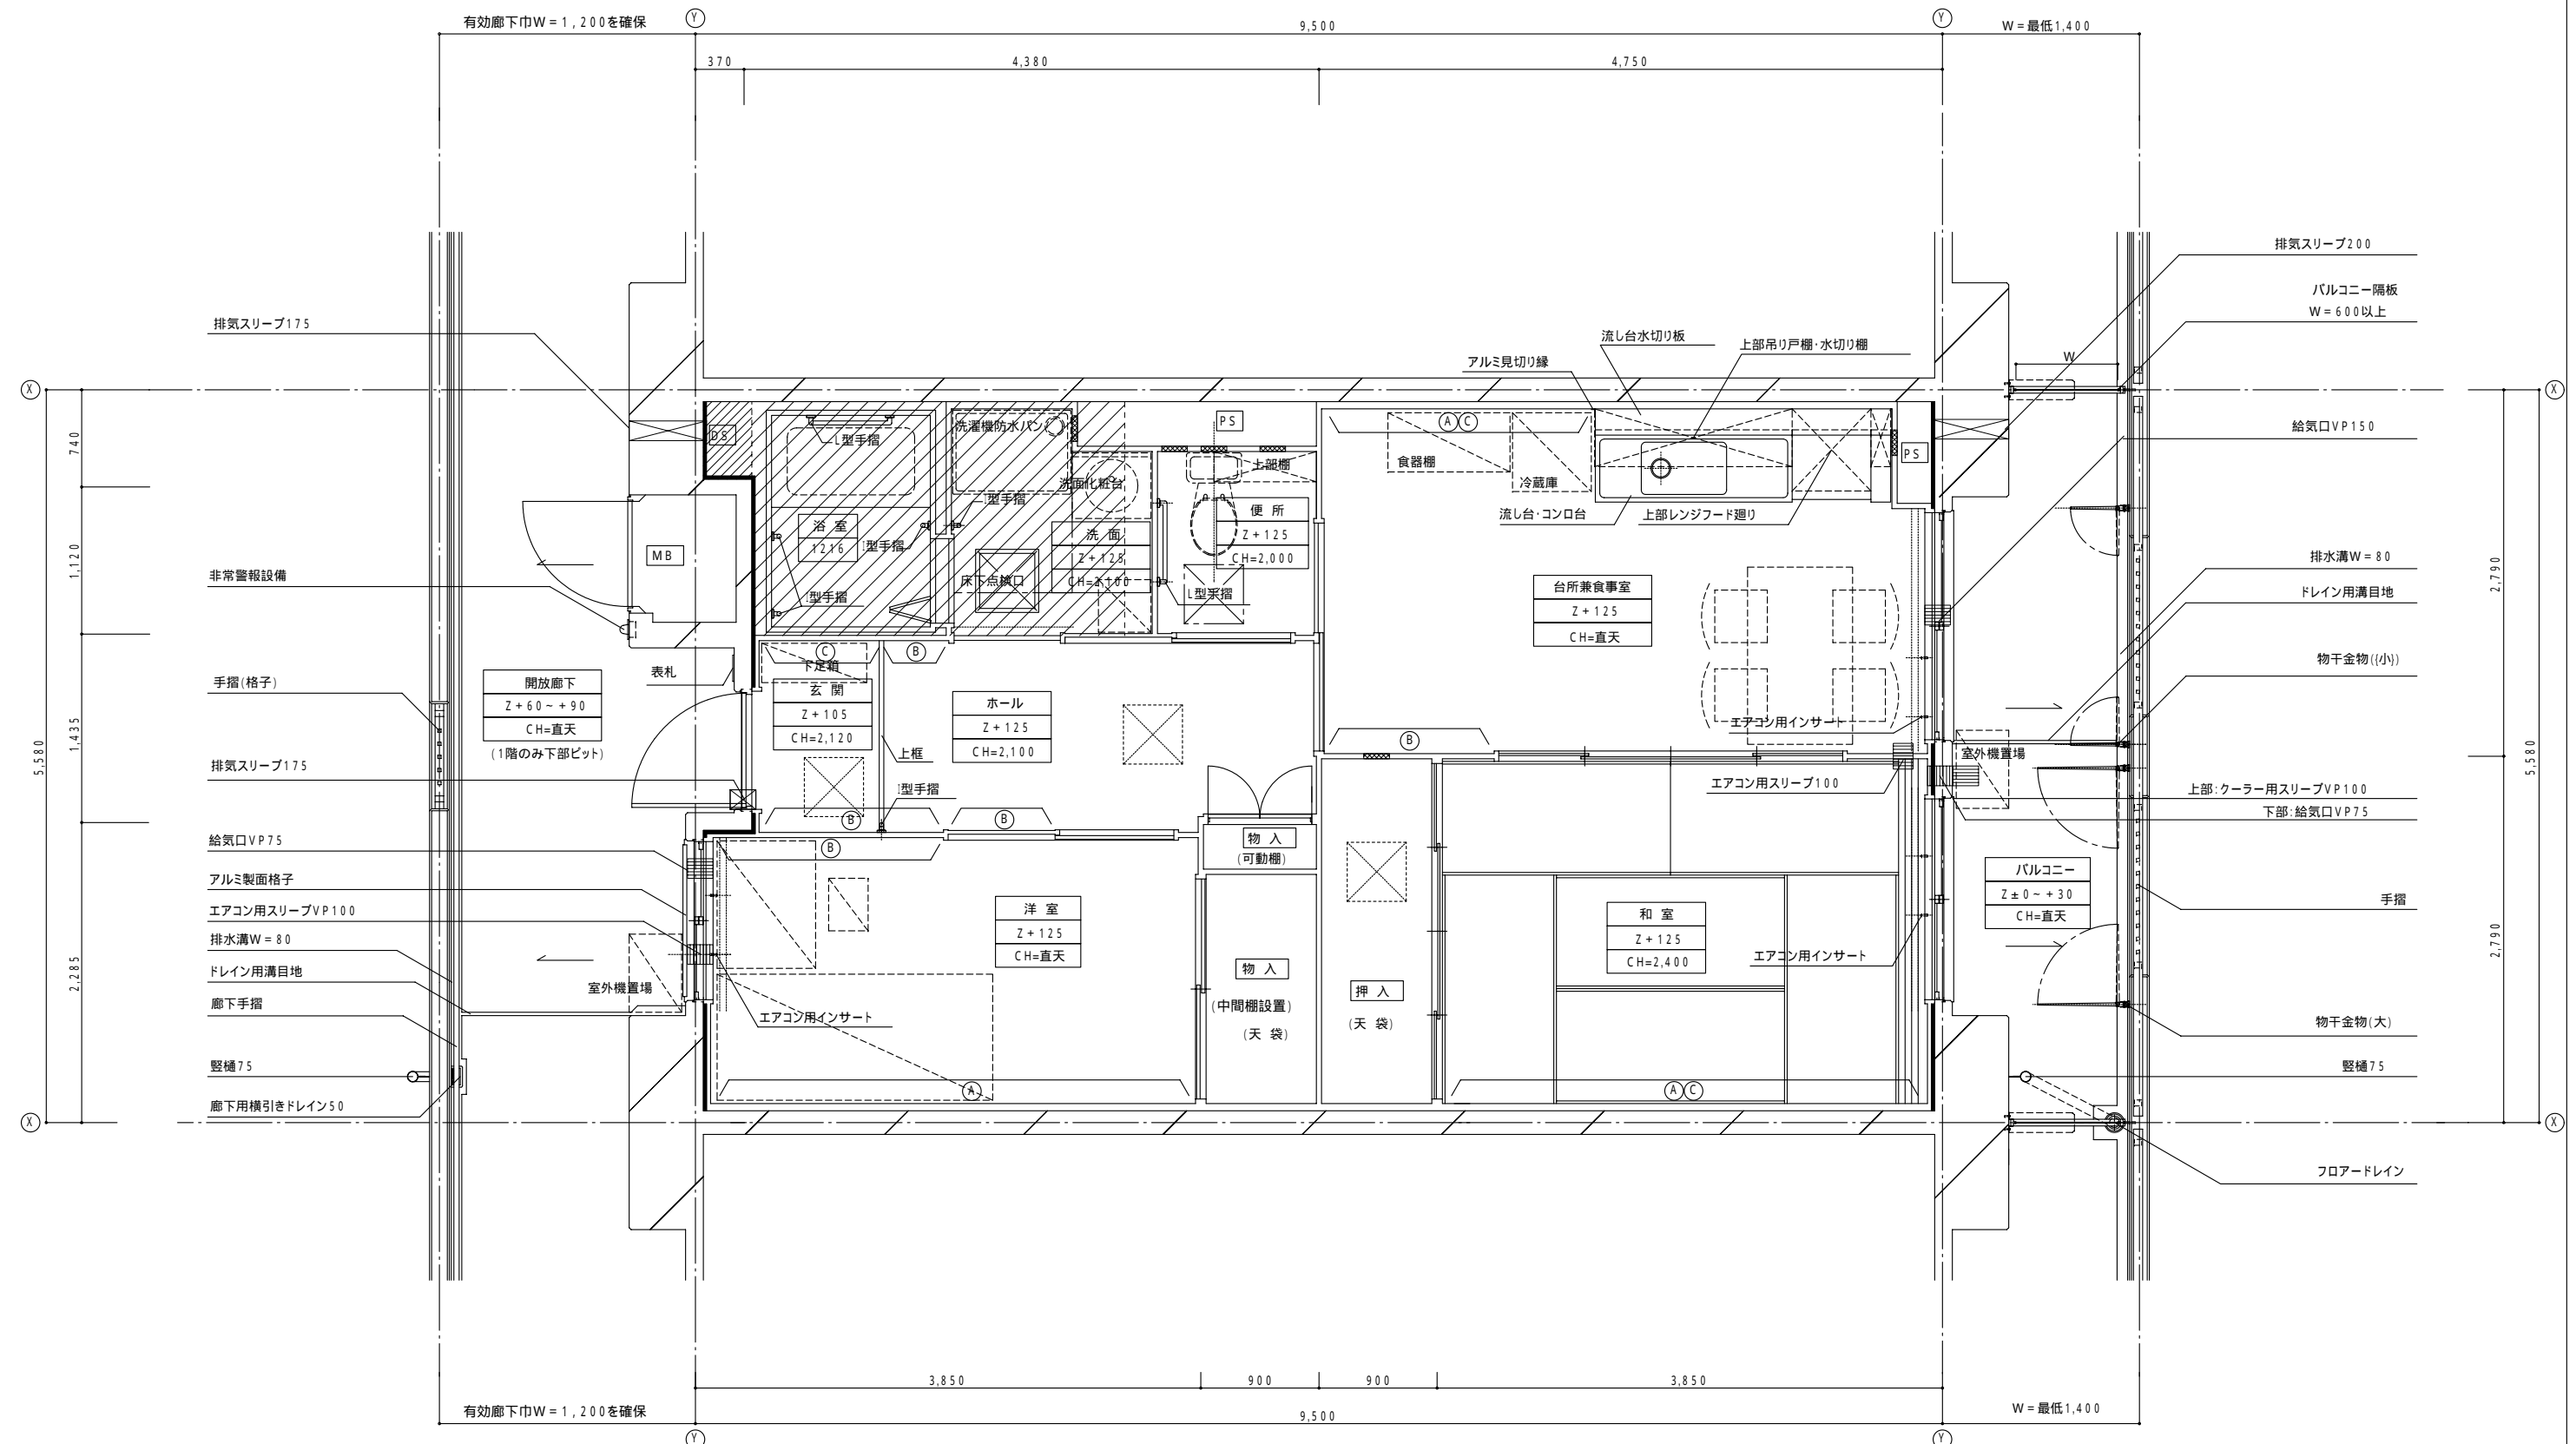 有効廊下巾W=1,200を確保
Y
9,500
Y
W=最低1,400
370
4,380
4,750
排気スリーブ200
バルコニー隔板
W=600以上
排気スリーブ175
流し台水切り板
上部吊り戸棚・水切り棚
アルミ見切り縁
W
X
X
740
1,120
1,435
2,285
5,580
2,790
2,790
5,580
DS
L型手摺
洗濯機防水パン
PS
A C
食器棚
冷蔵庫
PS
給気口VP150
上部棚
洗面化粧台
I型手摺
流し台・コンロ台
上部レンジフード廻り
浴 室
1216
I型手摺
洗 面
Z+125
CH=2,100
便 所
Z+125
CH=2,000
MB
床下点検口
I型手摺
L型手摺
非常警報設備
台所兼食事室
Z+125
CH=直天
排水溝W=80
ドレイン用溝目地
物干金物((小))
手摺(格子)
開放廊下
Z+60~+90
CH=直天
(1階のみ下部ピット)
表札
C
B
下足箱
玄 関
Z+105
CH=2,120
ホール
Z+125
CH=2,100
上框
I型手摺
エアコン用インサート
B
室外機置場
排気スリーブ175
エアコン用スリーブ100
上部:クーラー用スリーブVP100
下部:給気口VP75
B
B
B
物 入
(可動棚)
給気口VP75
アルミ製面格子
エアコン用スリーブVP100
排水溝W=80
ドレイン用溝目地
廊下手摺
室外機置場
洋 室
Z+125
CH=直天
物 入
(中間棚設置)
(天 袋)
押 入
(天 袋)
和 室
Z+125
CH=2,400
エアコン用インサート
エアコン用インサート
バルコニー
Z±0~+30
CH=直天
手摺
物干金物(大)
竪樋75
竪樋75
廊下用横引きドレイン50
A
A C
X
X
フロアードレイン
3,850
900
900
3,850
有効廊下巾W=1,200を確保
9,500
W=最低1,400
Y
Y